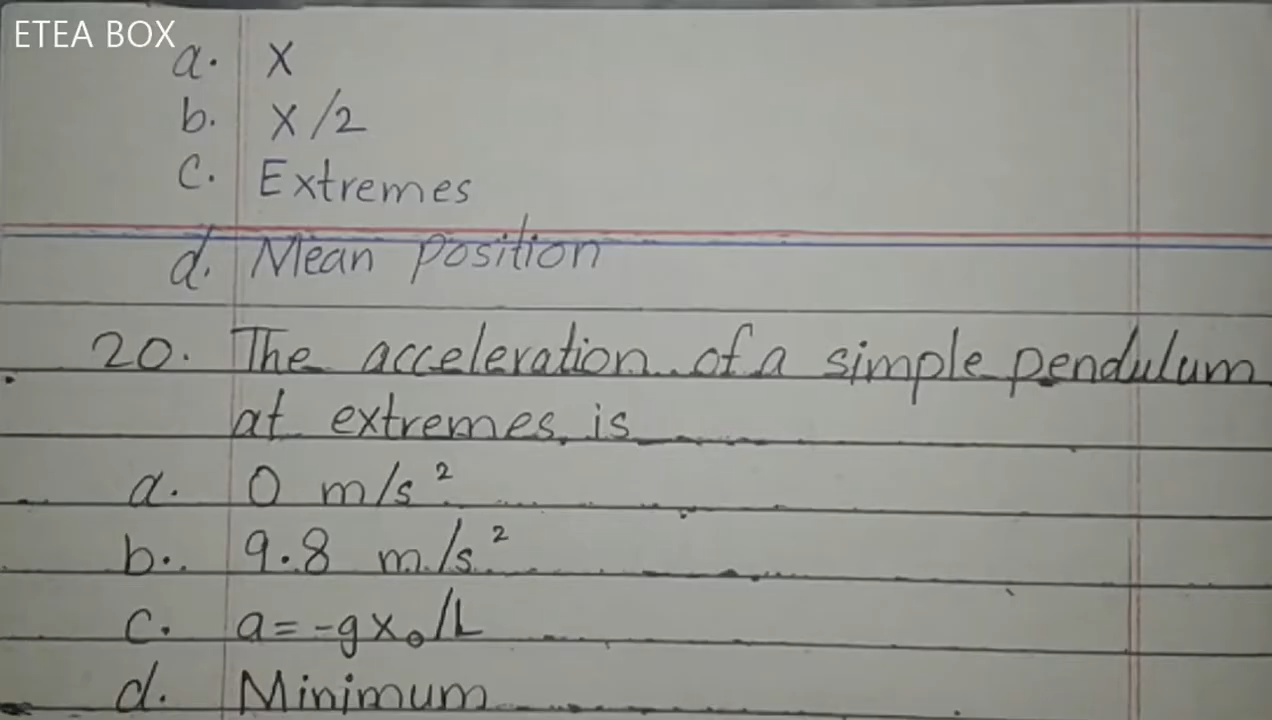 ETEA BOX
a. x
b. x/2
c. Extremes
d. Mean position
20. The acceleration of a simple pendulum
at extremes is
a. 0 m/s²
b. 9.8 m/s²
c. a=-gx₀/L
d. Minimum